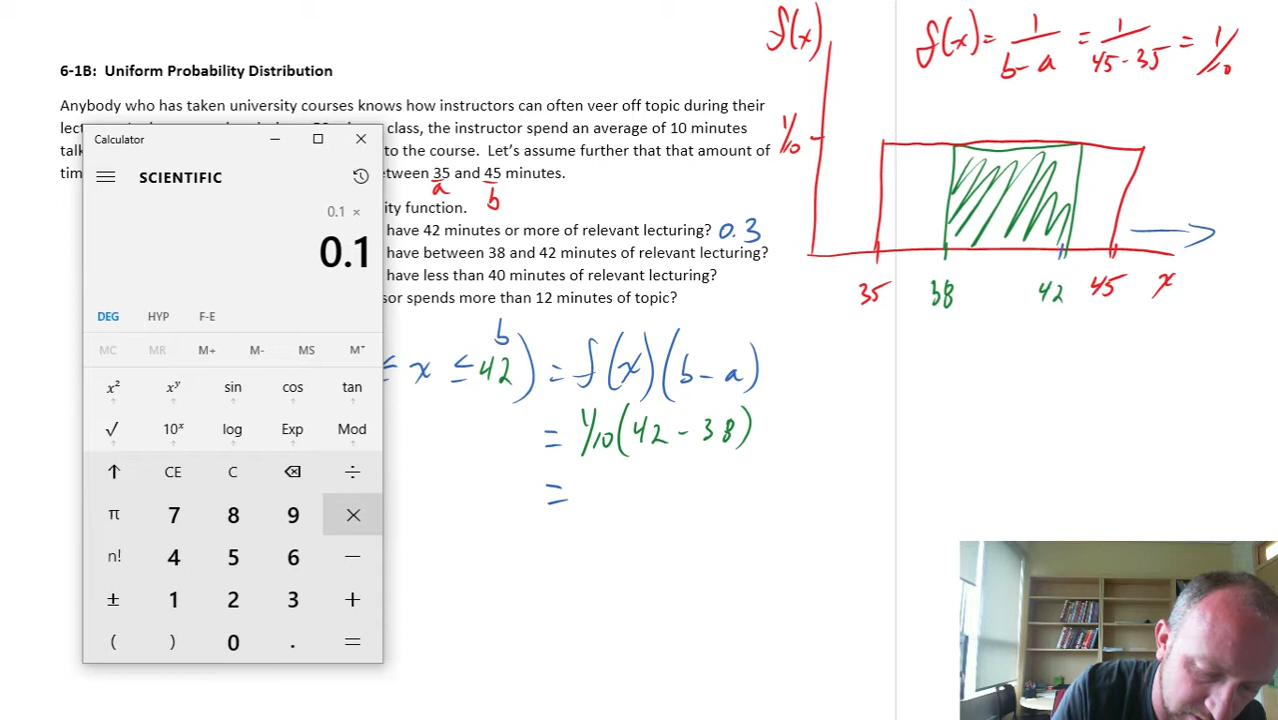 6-1B: Uniform Probability Distribution
Anybody who has taken university courses knows how instructors can often veer off topic during their
class, the instructor spend an average of 10 minutes
to the course. Let's assume further that that amount of
35 and 45 minutes.
a b
ty function.
have 42 minutes or more of relevant lecturing? 0.3
have between 38 and 42 minutes of relevant lecturing?
have less than 40 minutes of relevant lecturing?
sor spends more than 12 minutes of topic?
b
≤ x ≤ 42) = f(x)(b-a)
= 1/10(42-38)
=
f(x)
f(x) = 1/(b-a) = 1/(45-35) = 1/10
1/10
35 38 42 45 x
Calculator
SCIENTIFIC
0.1 ×
0.1
DEG HYP F-E
MC MR M+ M- MS M˅
x² xʸ sin cos tan
√ 10ˣ log Exp Mod
↑ CE C ⌫ ÷
π 7 8 9 ×
n! 4 5 6 −
± 1 2 3 +
( ) 0 . =